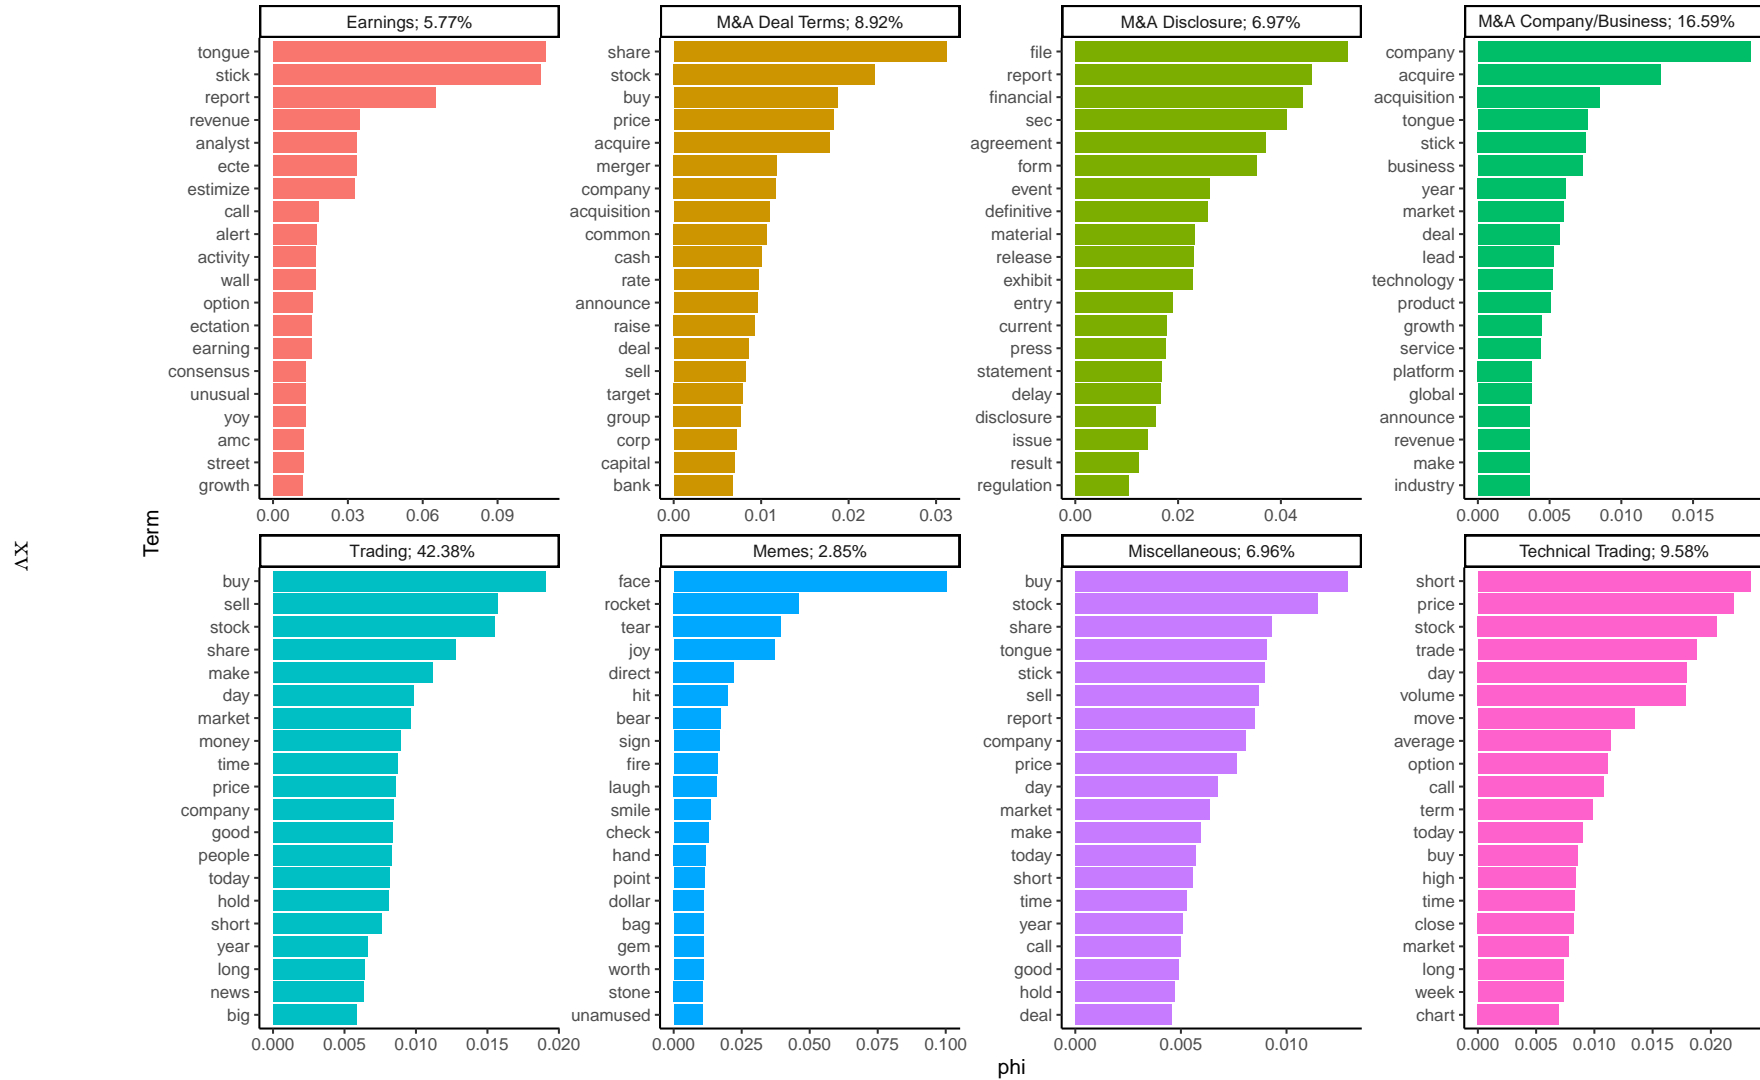 Earnings; 5.77%
tongue
stick
report
revenue
analyst
ecte
estimize
call
alert
activity
wall
option
ectation
earning
consensus
unusual
yoy
amc
street
growth
0.00 0.03 0.06 0.09
M&A Deal Terms; 8.92%
share
stock
buy
price
acquire
merger
company
acquisition
common
cash
rate
announce
raise
deal
sell
target
group
corp
capital
bank
0.00 0.01 0.02 0.03
M&A Disclosure; 6.97%
file
report
financial
sec
agreement
form
event
definitive
material
release
exhibit
entry
current
press
statement
delay
disclosure
issue
result
regulation
0.00 0.02 0.04
M&A Company/Business; 16.59%
company
acquire
acquisition
tongue
stick
business
year
market
deal
lead
technology
product
growth
service
platform
global
announce
revenue
make
industry
0.000 0.005 0.010 0.015
Trading; 42.38%
buy
sell
stock
share
make
day
market
money
time
price
company
good
people
today
hold
short
year
long
news
big
0.000 0.005 0.010 0.015 0.020
Memes; 2.85%
face
rocket
tear
joy
direct
hit
bear
sign
fire
laugh
smile
check
hand
point
dollar
bag
gem
worth
stone
unamused
0.000 0.025 0.050 0.075 0.100
Miscellaneous; 6.96%
buy
stock
share
tongue
stick
sell
report
company
price
day
market
make
today
short
time
year
call
good
hold
deal
0.000 0.005 0.010
Technical Trading; 9.58%
short
price
stock
trade
day
volume
move
average
option
call
term
today
buy
high
time
close
market
long
week
chart
0.000 0.005 0.010 0.015 0.020
Term
phi
XV